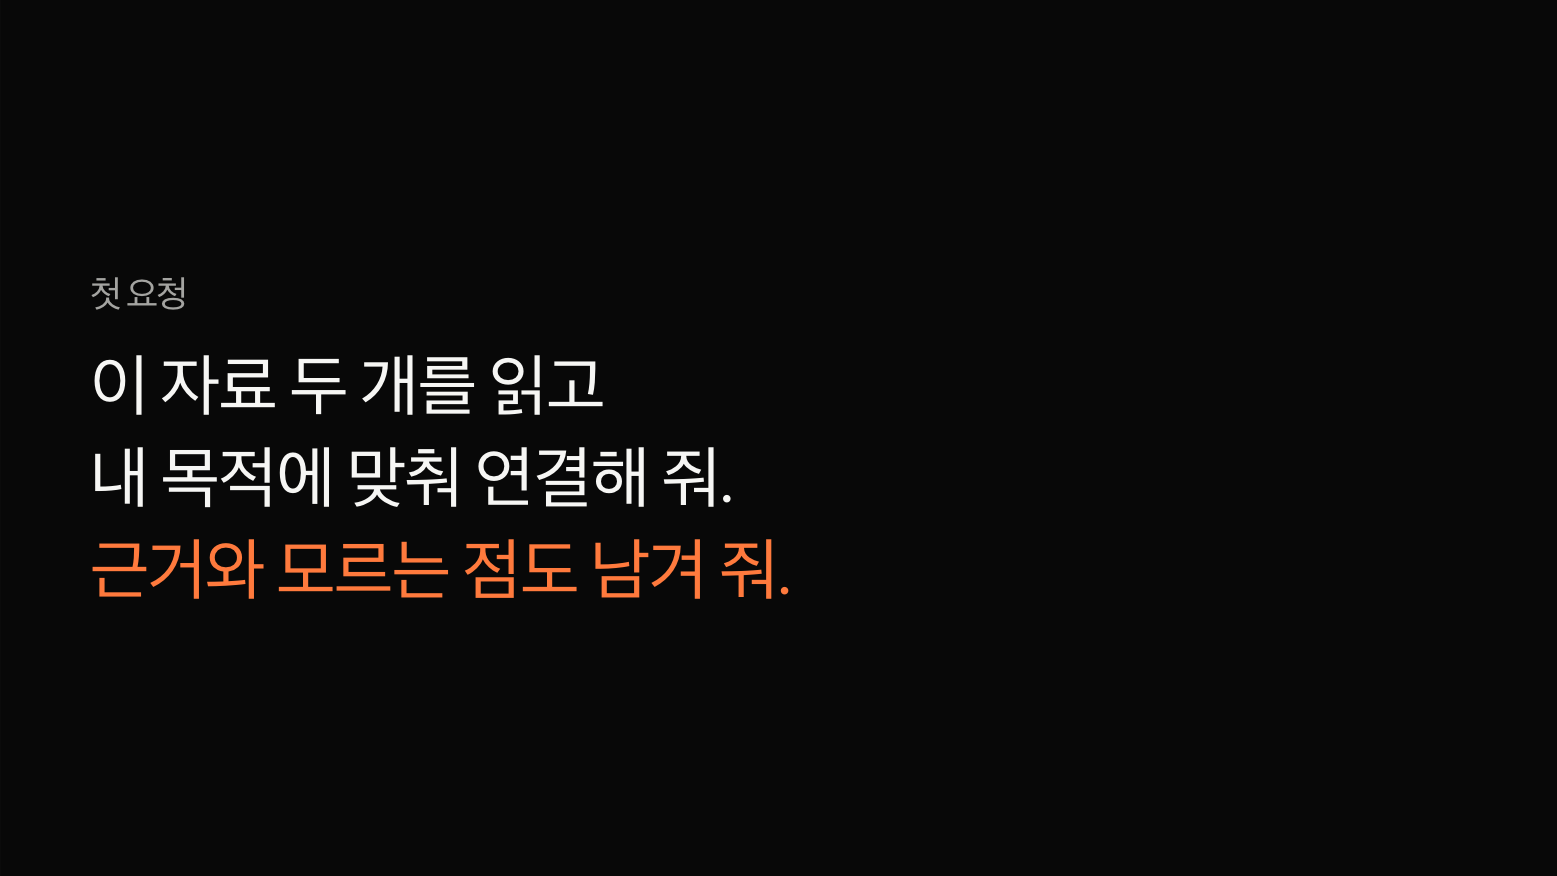 첫 요청
이 자료 두 개를 읽고
내 목적에 맞춰 연결해 줘.
근거와 모르는 점도 남겨 줘.